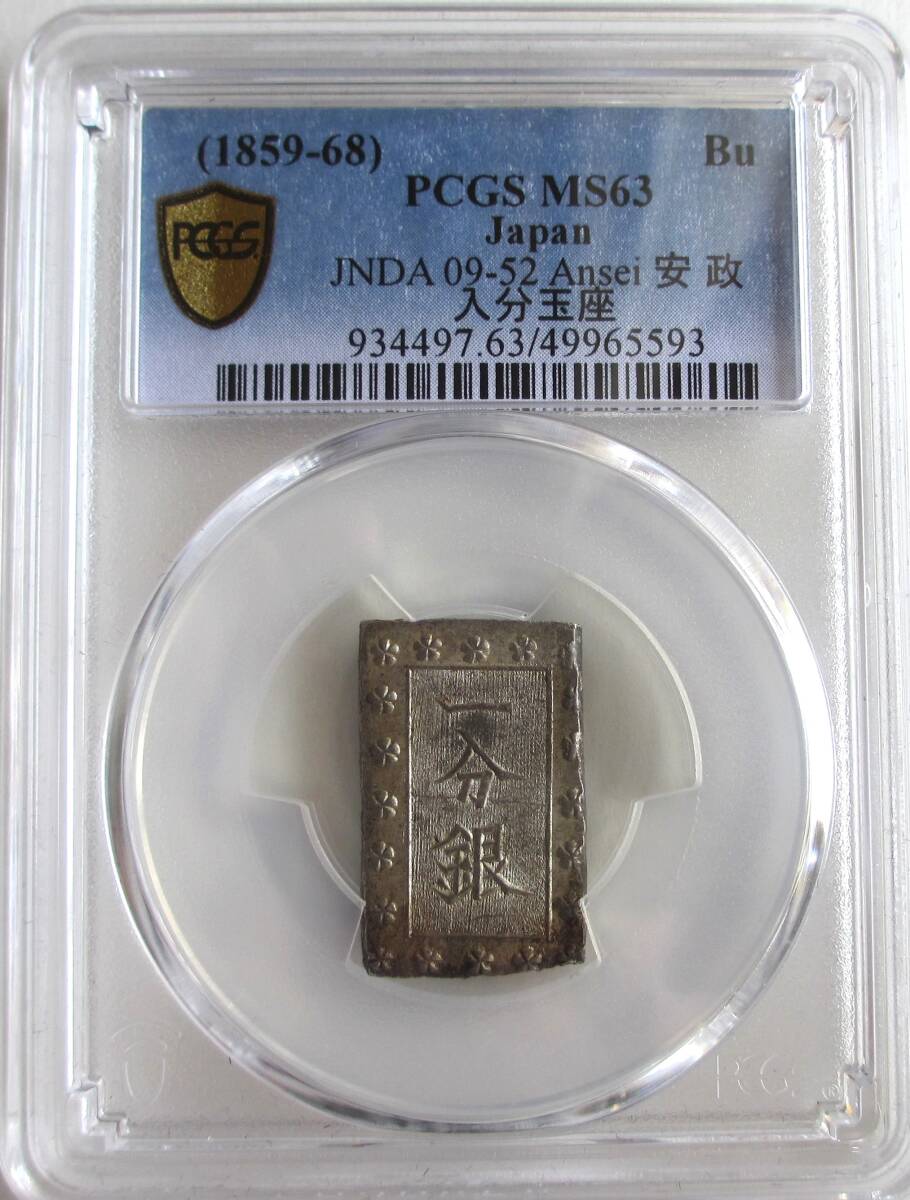 (1859-68) Bu
PCGS MS63
Japan
JNDA 09-52 Ansei 安政
入分玉座
934497.63/49965593
PCGS
一分銀
PCGS